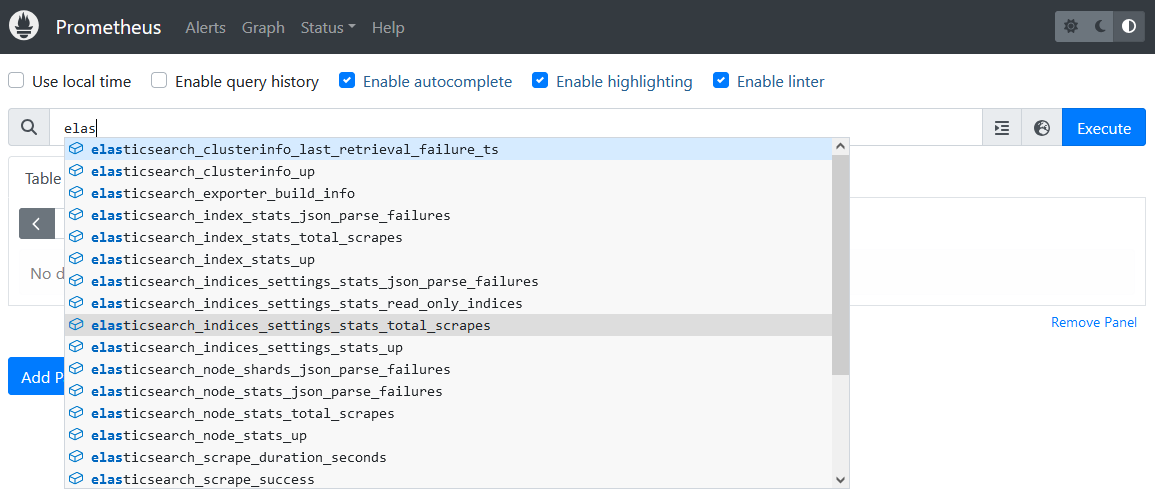 Prometheus Alerts Graph Status Help
Use local time Enable query history Enable autocomplete Enable highlighting Enable linter
elas Execute
elasticsearch_clusterinfo_last_retrieval_failure_ts
Table elasticsearch_clusterinfo_up
elasticsearch_exporter_build_info
elasticsearch_index_stats_json_parse_failures
elasticsearch_index_stats_total_scrapes
elasticsearch_index_stats_up
No d elasticsearch_indices_settings_stats_json_parse_failures
elasticsearch_indices_settings_stats_read_only_indices
elasticsearch_indices_settings_stats_total_scrapes Remove Panel
elasticsearch_indices_settings_stats_up
elasticsearch_node_shards_json_parse_failures
Add P elasticsearch_node_stats_json_parse_failures
elasticsearch_node_stats_total_scrapes
elasticsearch_node_stats_up
elasticsearch_scrape_duration_seconds
elasticsearch_scrape_success